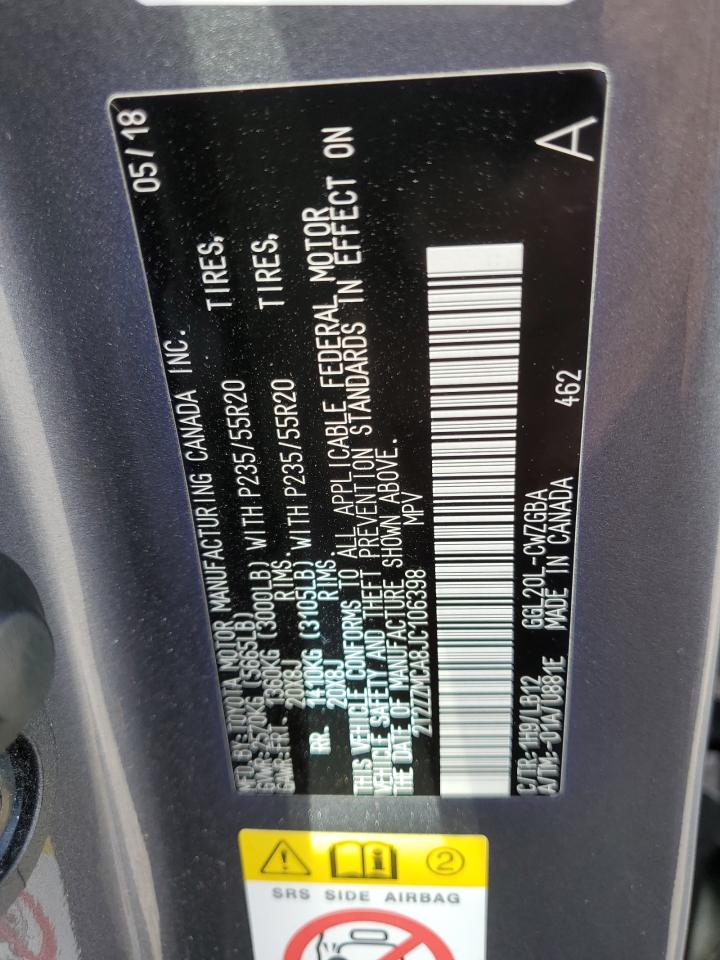 MFD. BY: TOYOTA MOTOR MANUFACTURING CANADA INC. 05/18
GVWR: 2570KG (5665LB)
GAWR: FRT. 1360KG (3000LB) WITH P235/55R20 TIRES,
20X8J RIMS.
RR. 1410KG (3105LB) WITH P235/55R20 TIRES,
20X8J RIMS.
THIS VEHICLE CONFORMS TO ALL APPLICABLE FEDERAL MOTOR
VEHICLE SAFETY AND THEFT PREVENTION STANDARDS IN EFFECT ON
THE DATE OF MANUFACTURE SHOWN ABOVE.
2T2ZZMCA8JC106398 MPV
C/TR: 1H9/LB12 GGL20L-CWZGBA
A/TM: -01A/U881E MADE IN CANADA 462 A
2
SRS SIDE AIRBAG